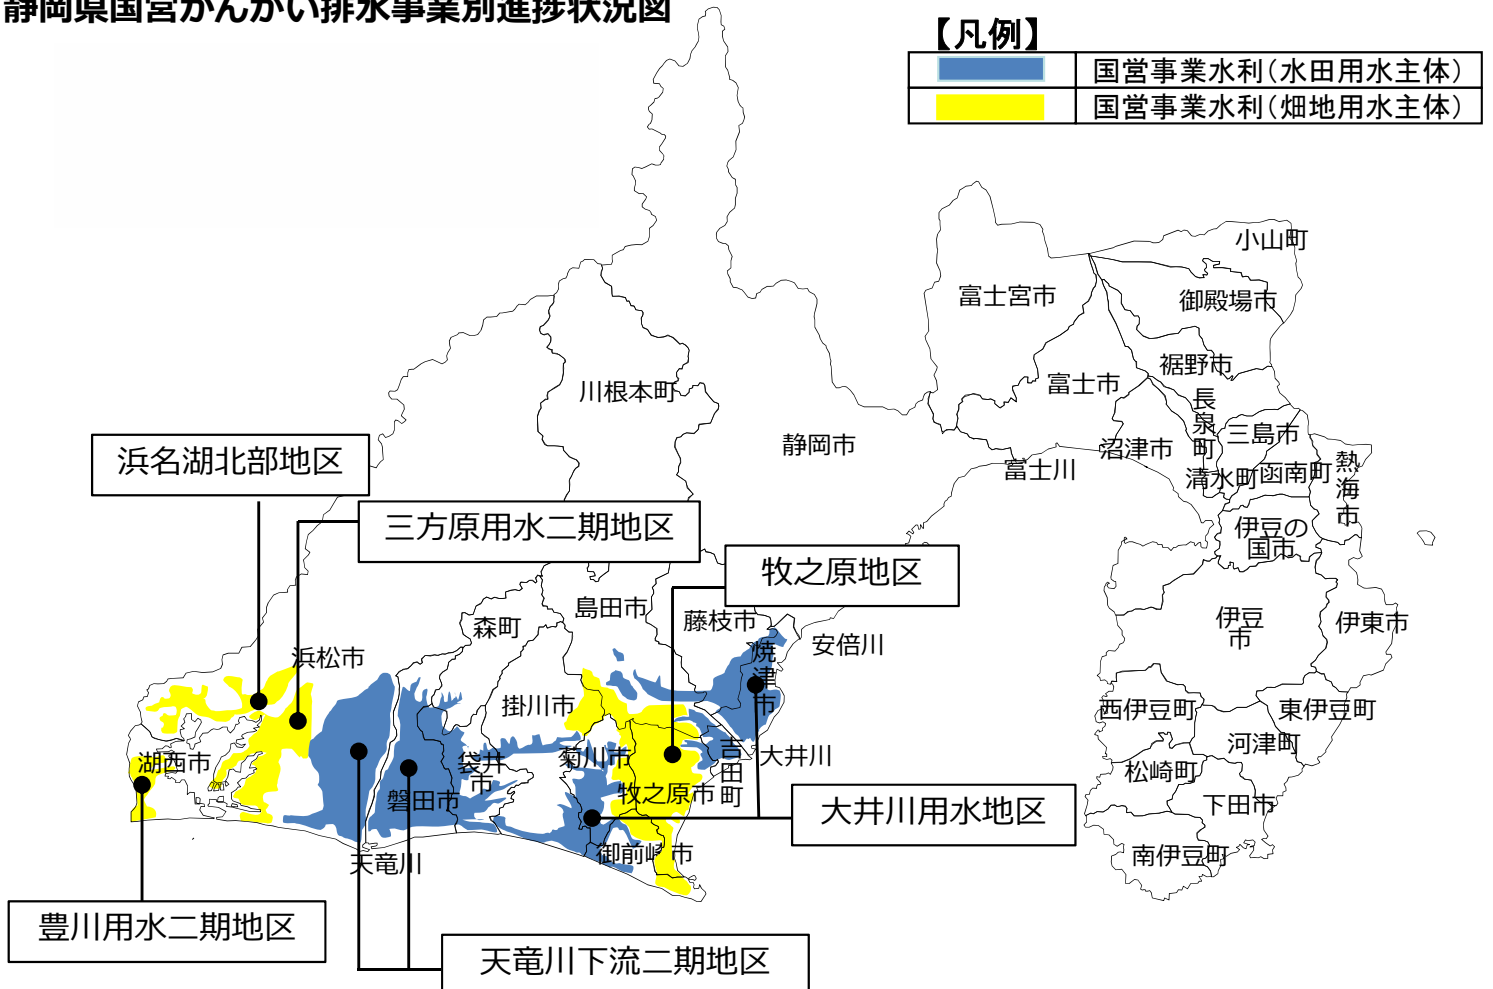 静岡県国営かんがい排水事業別進捗状況図
【凡例】
国営事業水利（水田用水主体）
国営事業水利（畑地用水主体）
小山町
富士宮市
御殿場市
裾野市
富士市
川根本町
長泉町
三島市
静岡市
沼津市
富士川
清水町
函南町
熱海市
浜名湖北部地区
三方原用水二期地区
伊豆の
国市
牧之原地区
島田市
藤枝市
森町
安倍川
伊豆
市
伊東市
浜松市
焼津市
掛川市
西伊豆町
東伊豆町
湖西市
袋井
市
菊川市
吉田町
大井川
河津町
松崎町
磐田市
牧之原市
下田市
大井川用水地区
天竜川
御前崎市
南伊豆町
豊川用水二期地区
天竜川下流二期地区